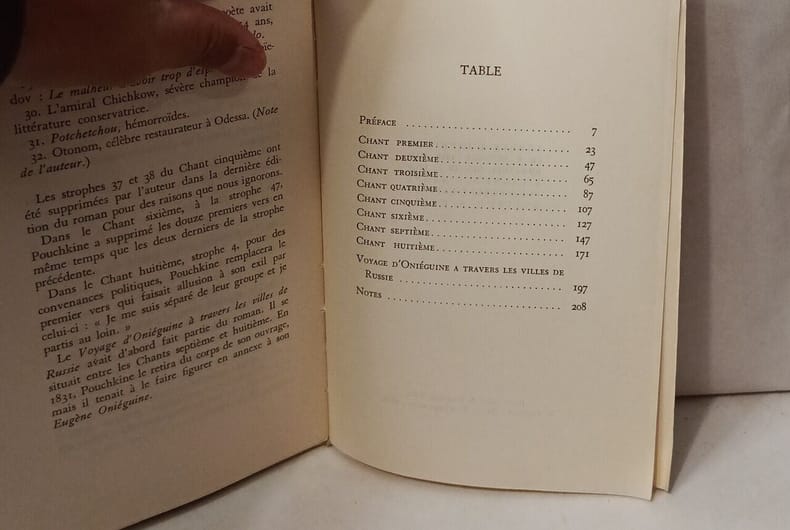 oète avait
54 ans,
do.
dov : Le malheur d'avoir trop d'esp
30. L'amiral Chichkow, sévère champion de la
littérature conservatrice.
31. Potchetchou, hémorroïdes.
32. Otonom, célèbre restaurateur à Odessa. (Note
de l'auteur.)
Les strophes 37 et 38 du Chant cinquième ont
été supprimées par l'auteur dans la dernière édi-
tion du roman pour des raisons que nous ignorons.
Dans le Chant sixième, à la strophe 47,
Pouchkine a supprimé les douze premiers vers en
même temps que les deux derniers de la strophe
précédente.
Dans le Chant huitième, strophe 4, pour des
convenances politiques, Pouchkine remplacera le
premier vers qui faisait allusion à son exil par
celui-ci : « Je me suis séparé de leur groupe et je
partis au loin. »
Le Voyage d'Oniéguine à travers les villes de
Russie avait d'abord fait partie du roman. Il se
situait entre les Chants septième et huitième. En
1831, Pouchkine le retira du corps de son ouvrage,
mais il tenait à le faire figurer en annexe à son
Eugène Oniéguine.
TABLE
Préface . . . . . . . . . . . . . . . . . . . . 7
Chant premier . . . . . . . . . . . . . . . . . . 23
Chant deuxième . . . . . . . . . . . . . . . . . . 47
Chant troisième . . . . . . . . . . . . . . . . . . 65
Chant quatrième . . . . . . . . . . . . . . . . . . 87
Chant cinquième . . . . . . . . . . . . . . . . . . 107
Chant sixième . . . . . . . . . . . . . . . . . . 127
Chant septième . . . . . . . . . . . . . . . . . . 147
Chant huitième . . . . . . . . . . . . . . . . . . 171
Voyage d'Oniéguine a travers les villes de
Russie . . . . . . . . . . . . . . . . . . 197
Notes . . . . . . . . . . . . . . . . . . . . 208